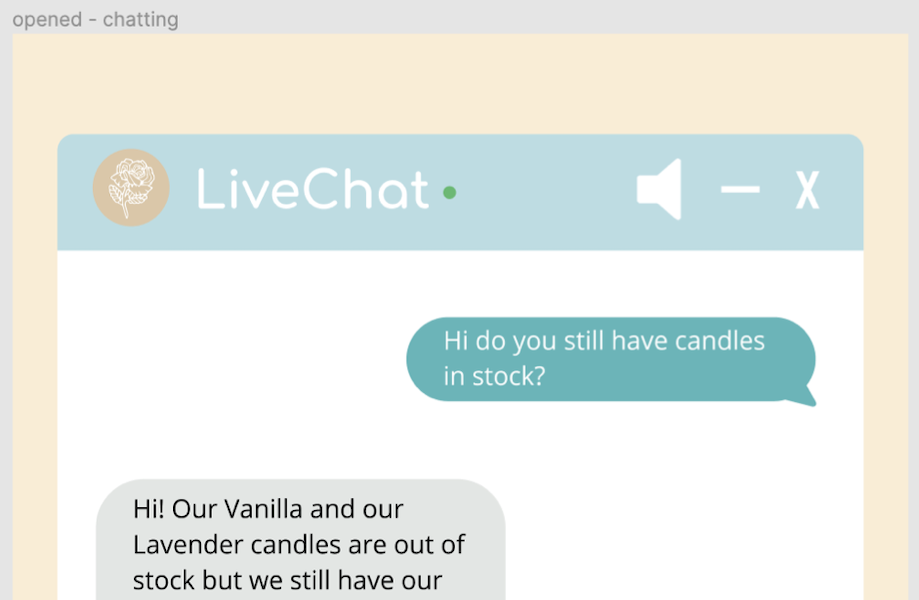 opened - chatting
LiveChat
X
Hi do you still have candles
in stock?
Hi! Our Vanilla and our
Lavender candles are out of
stock but we still have our